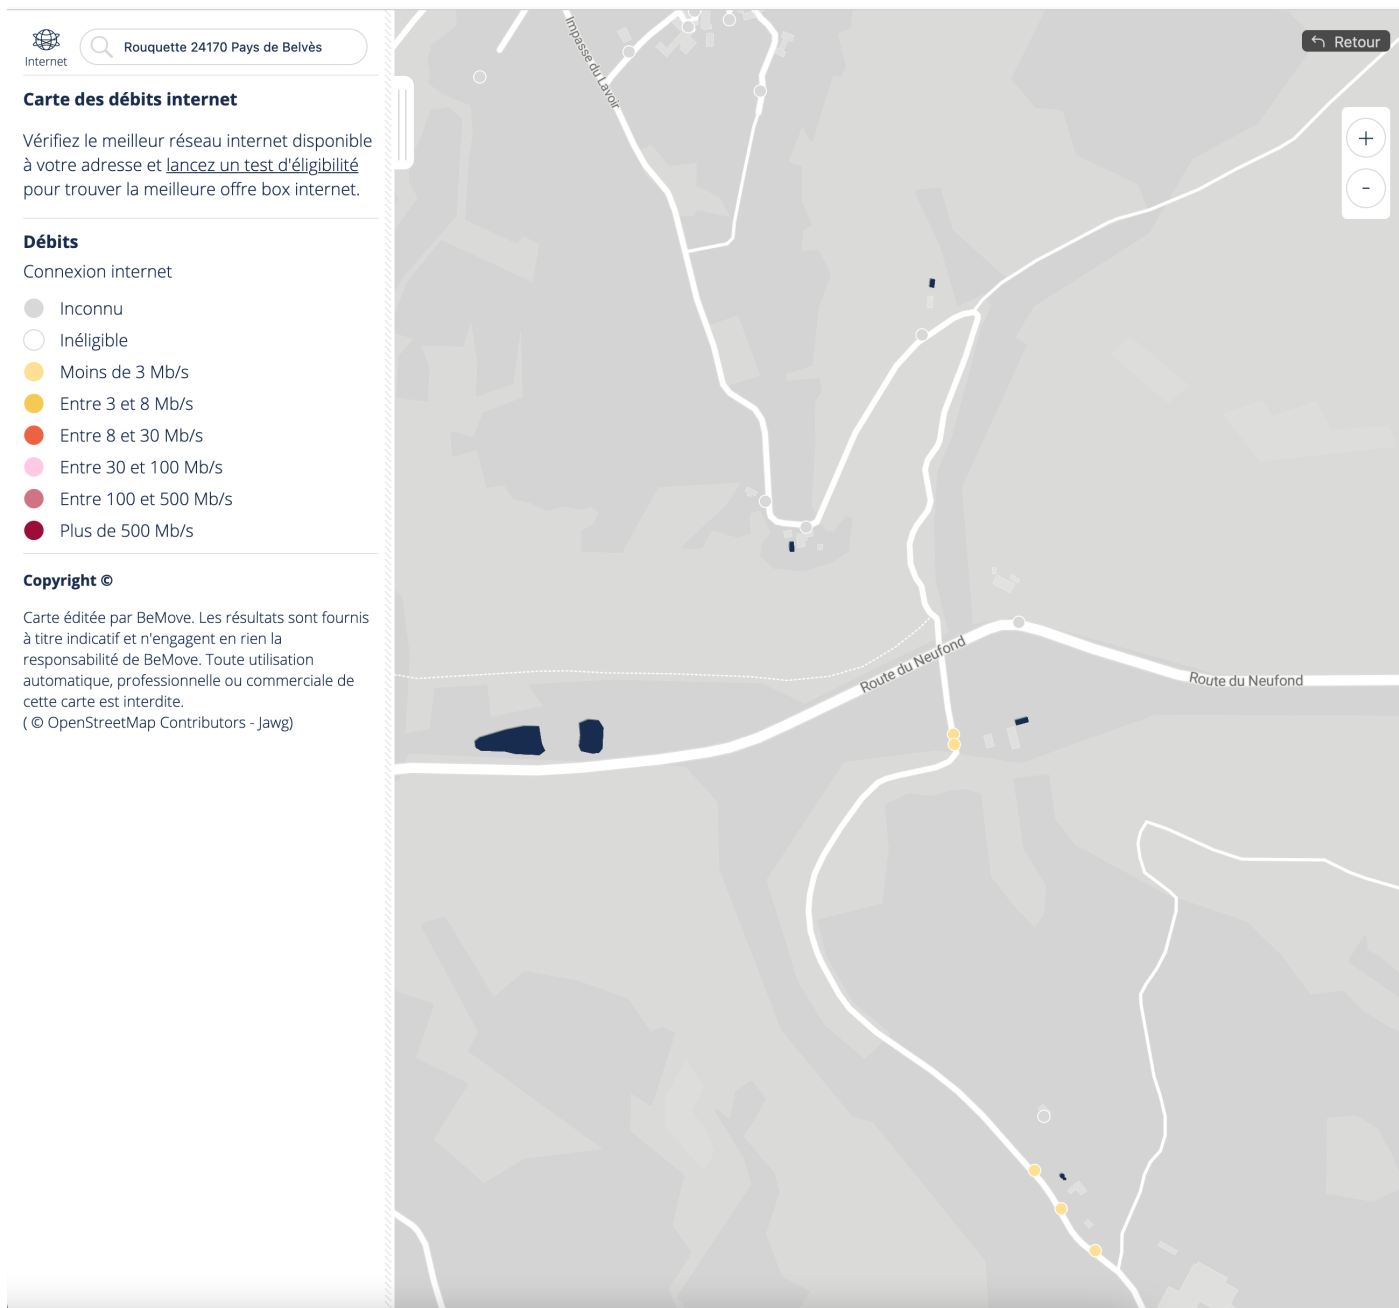 Internet
Rouquette 24170 Pays de Belvès
Carte des débits internet
Vérifiez le meilleur réseau internet disponible
à votre adresse et lancez un test d'éligibilité
pour trouver la meilleure offre box internet.
Débits
Connexion internet
Inconnu
Inéligible
Moins de 3 Mb/s
Entre 3 et 8 Mb/s
Entre 8 et 30 Mb/s
Entre 30 et 100 Mb/s
Entre 100 et 500 Mb/s
Plus de 500 Mb/s
Copyright ©
Carte éditée par BeMove. Les résultats sont fournis
à titre indicatif et n'engagent en rien la
responsabilité de BeMove. Toute utilisation
automatique, professionnelle ou commerciale de
cette carte est interdite.
( © OpenStreetMap Contributors - Jawg)
Impasse du Lavoir
Retour
+
-
Route du Neufond
Route du Neufond